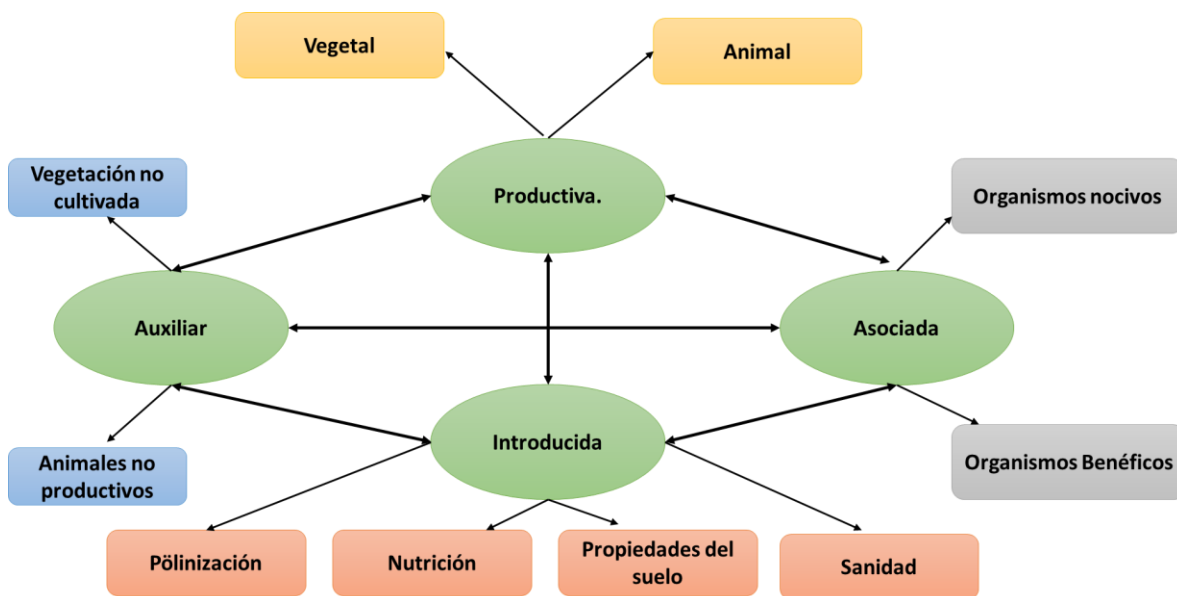 Vegetal
Animal
Vegetación no
cultivada
Productiva.
Organismos nocivos
Auxiliar
Asociada
Animales no
productivos
Introducida
Organismos Benéficos
Pölinización
Nutrición
Propiedades del
suelo
Sanidad